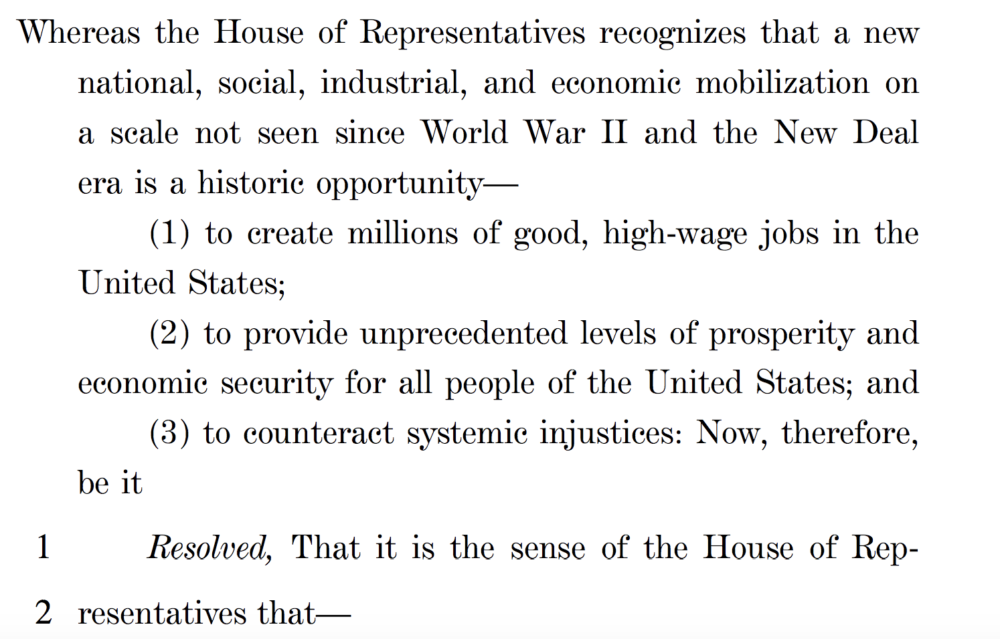 Whereas the House of Representatives recognizes that a new
national, social, industrial, and economic mobilization on
a scale not seen since World War II and the New Deal
era is a historic opportunity—
(1) to create millions of good, high-wage jobs in the
United States;
(2) to provide unprecedented levels of prosperity and
economic security for all people of the United States; and
(3) to counteract systemic injustices: Now, therefore,
be it
1 Resolved, That it is the sense of the House of Rep-
2 resentatives that—